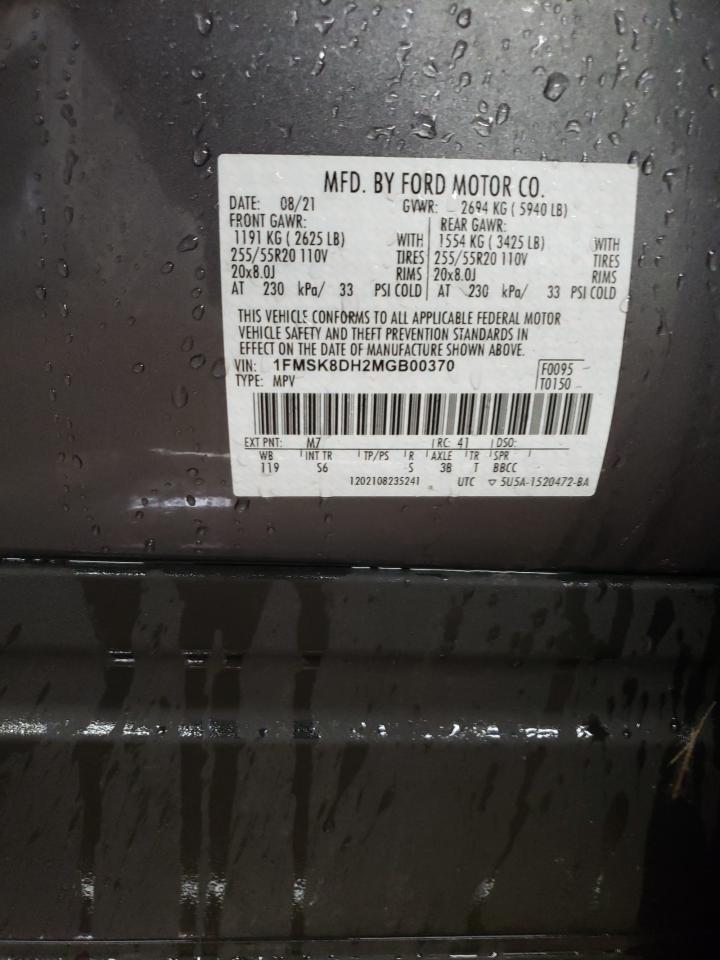 MFD. BY FORD MOTOR CO.
DATE: 08/21 GVWR: 2694 KG ( 5940 LB)
FRONT GAWR: REAR GAWR:
1191 KG ( 2625 LB) WITH 1554 KG ( 3425 LB) WITH
255/55R20 110V TIRES 255/55R20 110V TIRES
20x8.0J RIMS 20x8.0J RIMS
AT 230 kPa/ 33 PSI COLD AT 230 kPa/ 33 PSI COLD
THIS VEHICLE CONFORMS TO ALL APPLICABLE FEDERAL MOTOR
VEHICLE SAFETY AND THEFT PREVENTION STANDARDS IN
EFFECT ON THE DATE OF MANUFACTURE SHOWN ABOVE.
VIN: 1FMSK8DH2MGB00370 F0095
TYPE: MPV T0150
EXT PNT: M7 RC: 41 DSO:
WB INT TR TP/PS R AXLE TR SPR
119 S6 S 3B T BBCC
1202108235241 UTC ▽ 5U5A-1520472-BA